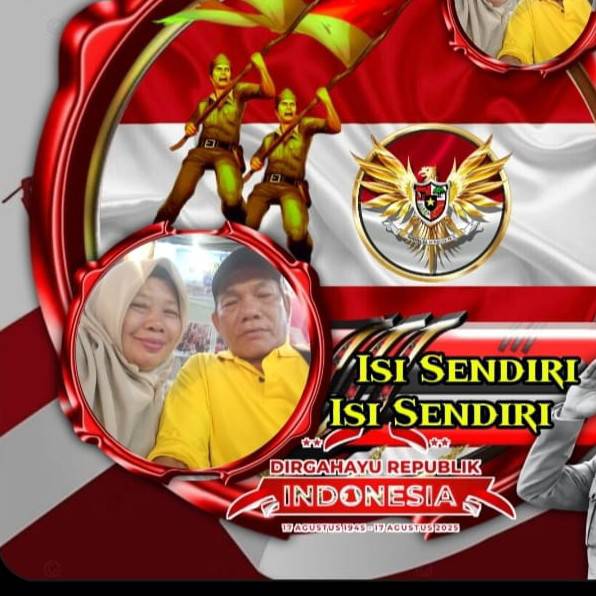 ISI SENDIRI
ISI SENDIRI
DIRGAHAYU REPUBLIK
INDONESIA
17 AGUSTUS 1945 - 17 AGUSTUS 2025